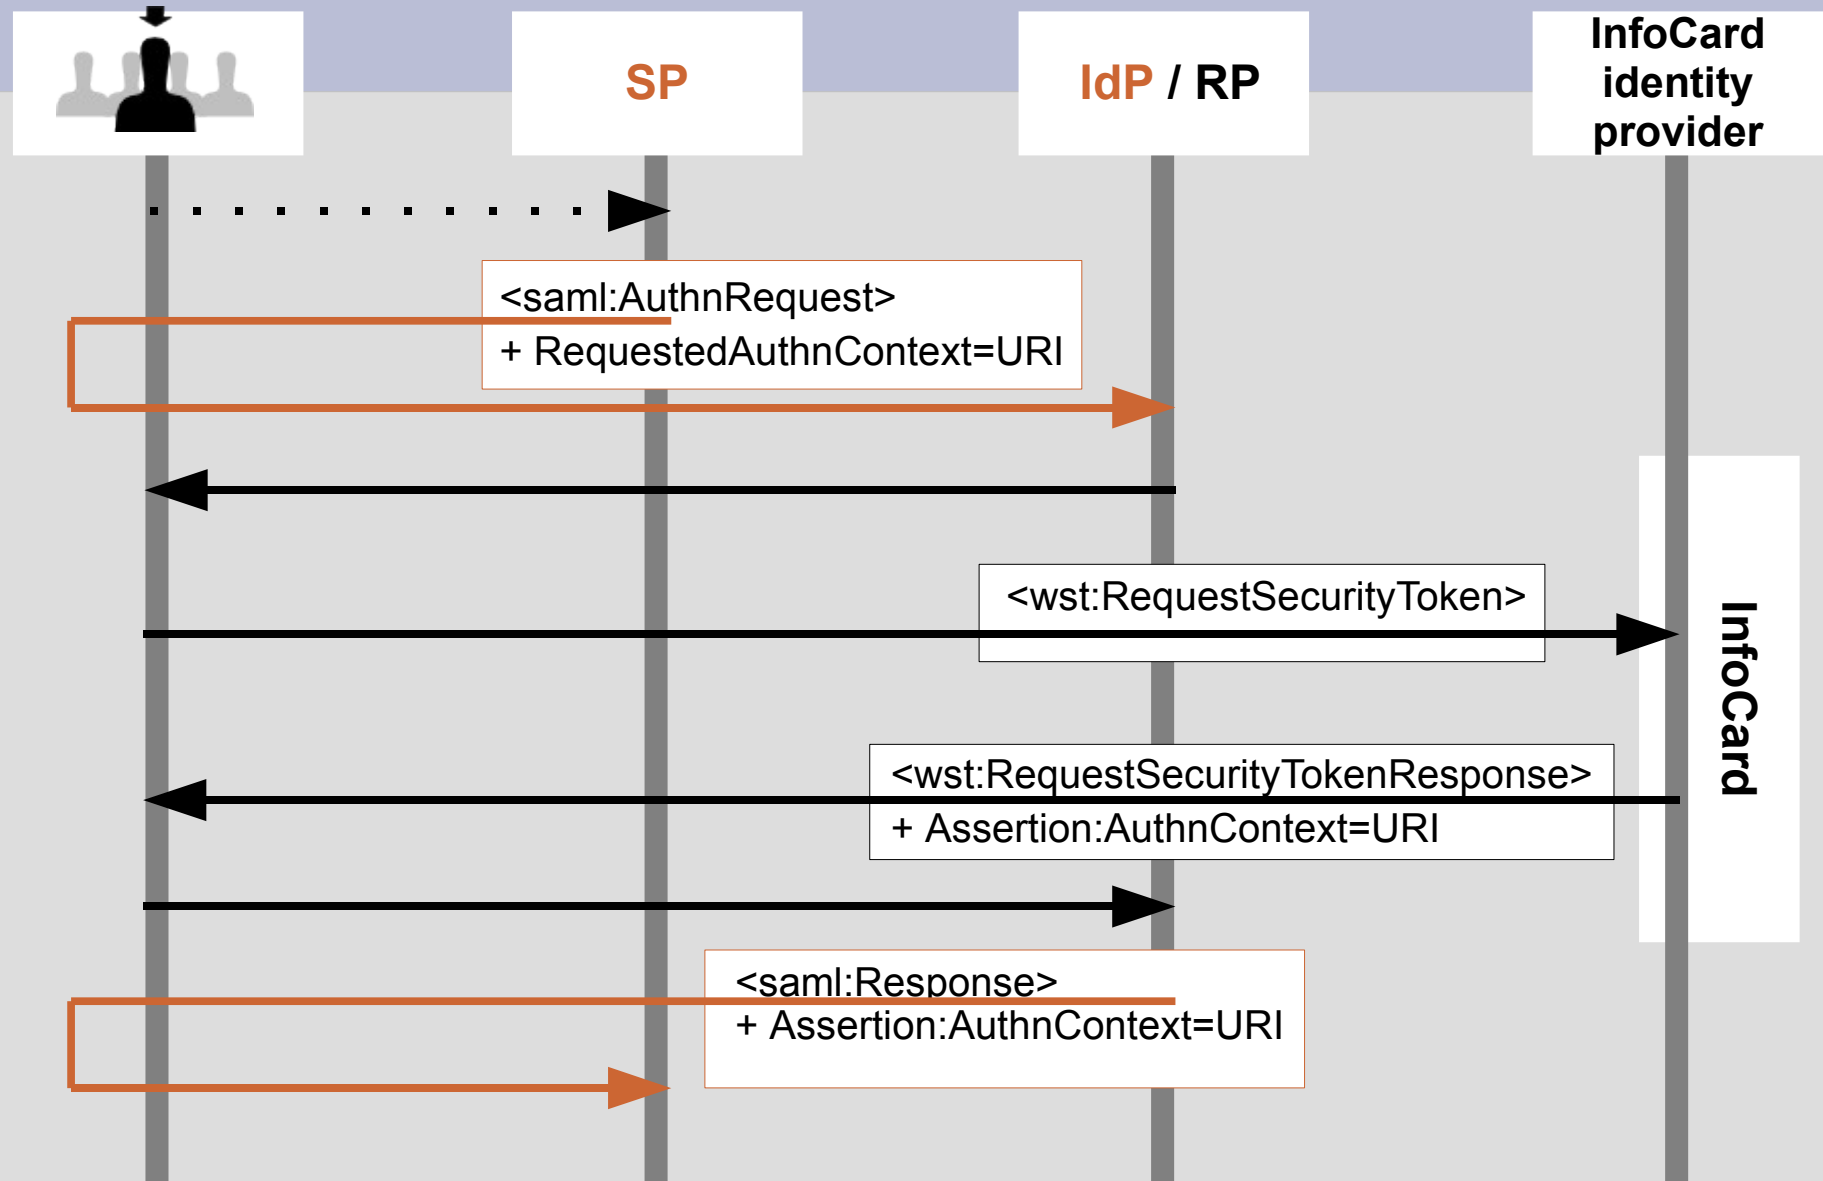 SP
IdP / RP
InfoCard
identity
provider
<saml:AuthnRequest>
+ RequestedAuthnContext=URI
<wst:RequestSecurityToken>
InfoCard
<wst:RequestSecurityTokenResponse>
+ Assertion:AuthnContext=URI
<saml:Response>
+ Assertion:AuthnContext=URI